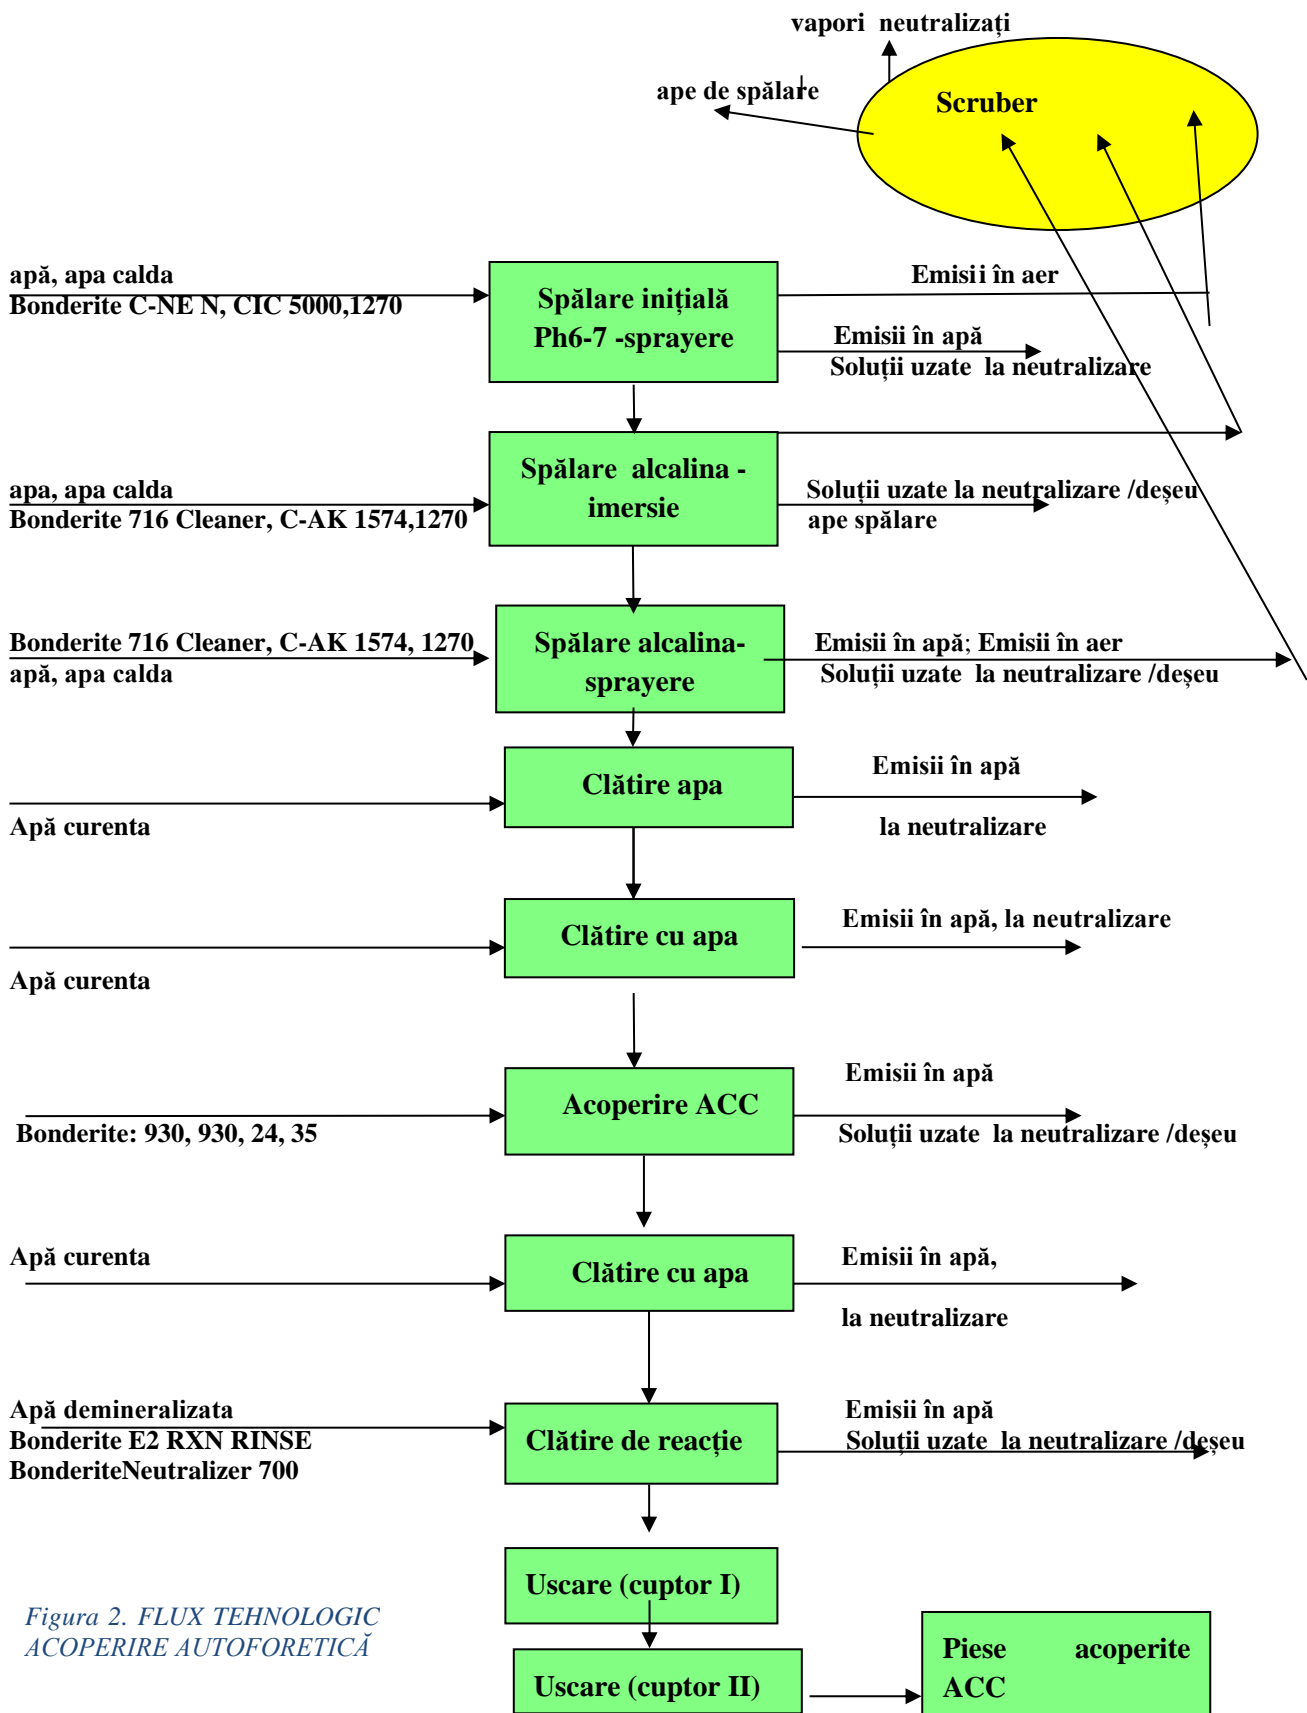 vapori neutralizați
ape de spălare
Scruber
apă, apa calda
Bonderite C-NE N, CIC 5000,1270
Spălare inițială
Ph6-7 -sprayere
Emisii în aer
Emisii în apă
Soluții uzate la neutralizare
apa, apa calda
Bonderite 716 Cleaner, C-AK 1574,1270
Spălare alcalina -
imersie
Soluții uzate la neutralizare /deșeu
ape spălare
Bonderite 716 Cleaner, C-AK 1574, 1270
apă, apa calda
Spălare alcalina-
sprayere
Emisii în apă; Emisii în aer
Soluții uzate la neutralizare /deșeu
Clătire apa
Emisii în apă
la neutralizare
Apă curenta
Clătire cu apa
Emisii în apă, la neutralizare
Apă curenta
Acoperire ACC
Emisii în apă
Soluții uzate la neutralizare /deșeu
Bonderite: 930, 930, 24, 35
Apă curenta
Clătire cu apa
Emisii în apă,
la neutralizare
Apă demineralizata
Bonderite E2 RXN RINSE
BonderiteNeutralizer 700
Clătire de reacție
Emisii în apă
Soluții uzate la neutralizare /deșeu
Uscare (cuptor I)
Figura 2. FLUX TEHNOLOGIC
ACOPERIRE AUTOFORETICĂ
Uscare (cuptor II)
Piese acoperite
ACC